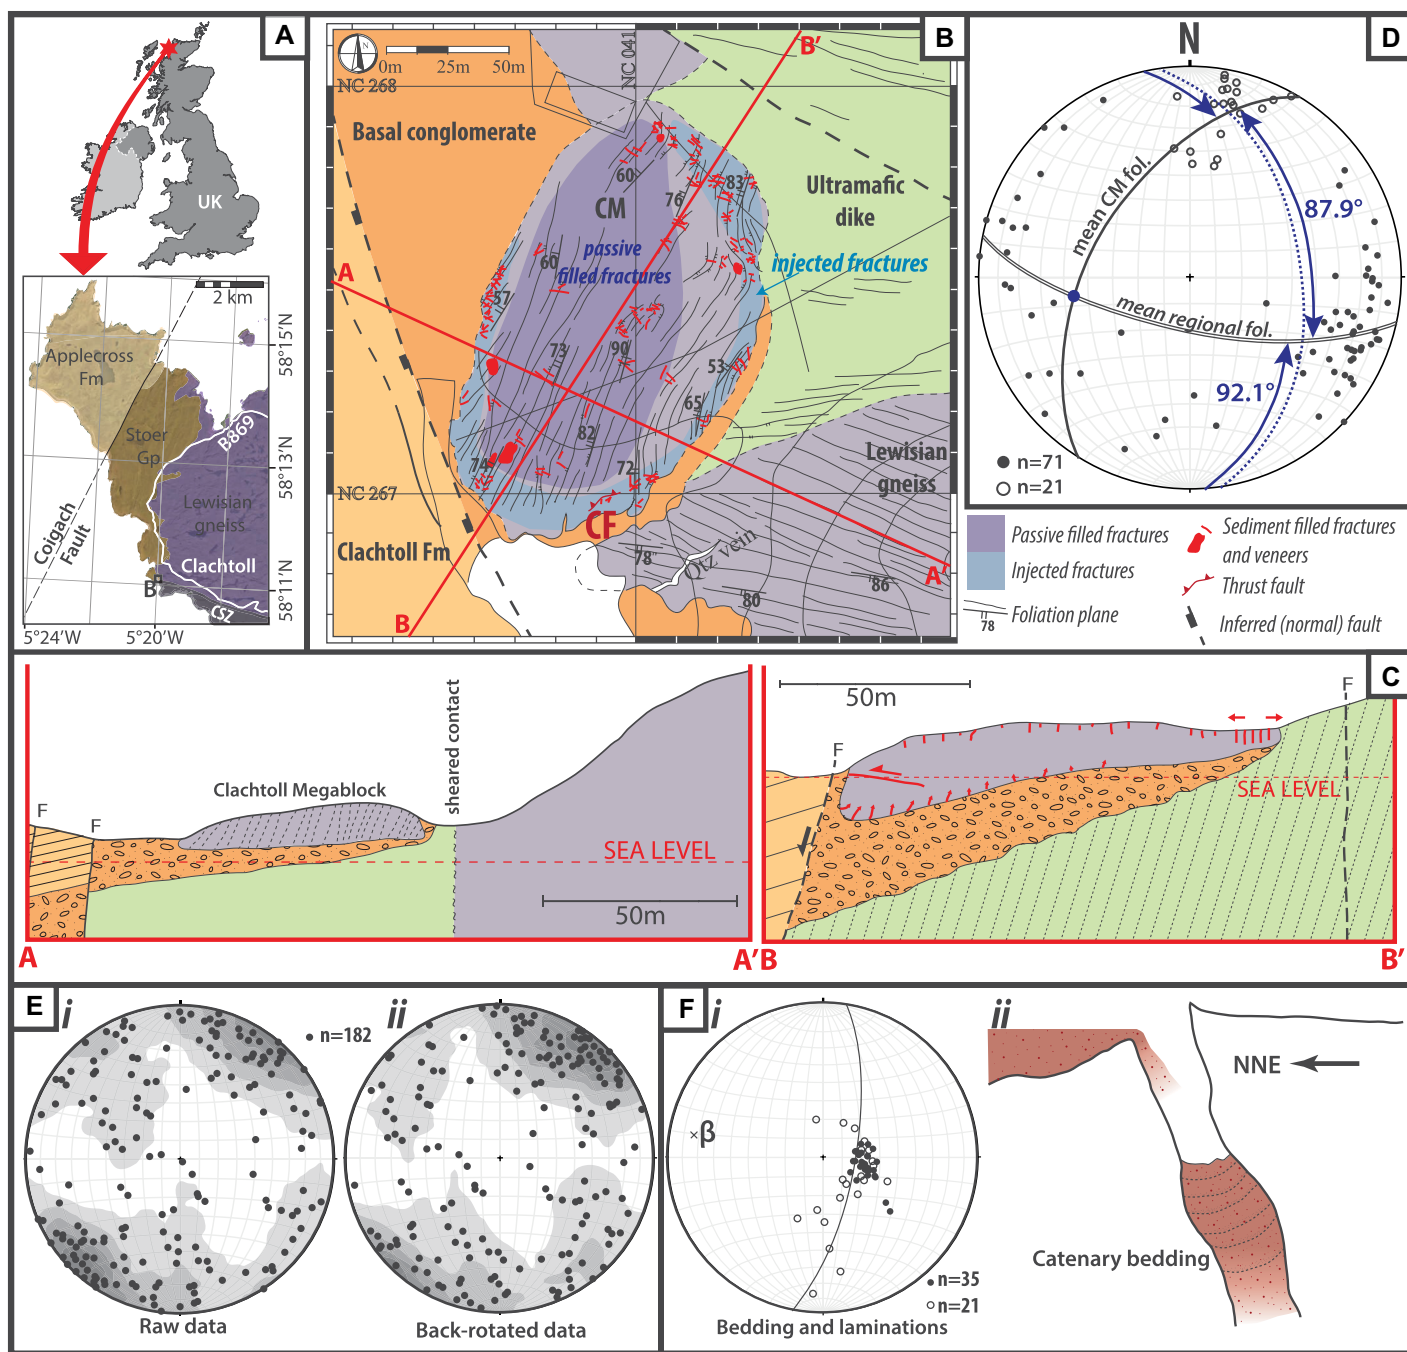 A
UK
2 km
Applecross
Fm
Stoer
Gp
B869
Lewisian
gneiss
Clachtoll
Coigach
Fault
B
CSZ
58°15'N
58°13'N
58°11'N
5°24'W
5°20'W
B
N
0m
25m
50m
NC 041
NC 268
NC 267
Basal conglomerate
B'
CM
passive
filled fractures
Ultramafic
dike
injected fractures
A
60
76
83
60
57
73
90
53
65
82
74
72
CF
Clachtoll Fm
Lewisian
gneiss
78
Qtz vein
80
86
A'
B
D
N
mean CM fol.
mean regional fol.
87.9°
92.1°
n=71
n=21
Passive filled fractures
Injected fractures
Foliation plane
78
Sediment filled fractures
and veneers
Thrust fault
Inferred (normal) fault
C
F
F
Clachtoll Megablock
sheared contact
SEA LEVEL
50m
A
A'
50m
F
F
SEA LEVEL
B
B'
E
i
n=182
Raw data
ii
Back-rotated data
F
i
β
n=35
n=21
Bedding and laminations
ii
NNE
Catenary bedding